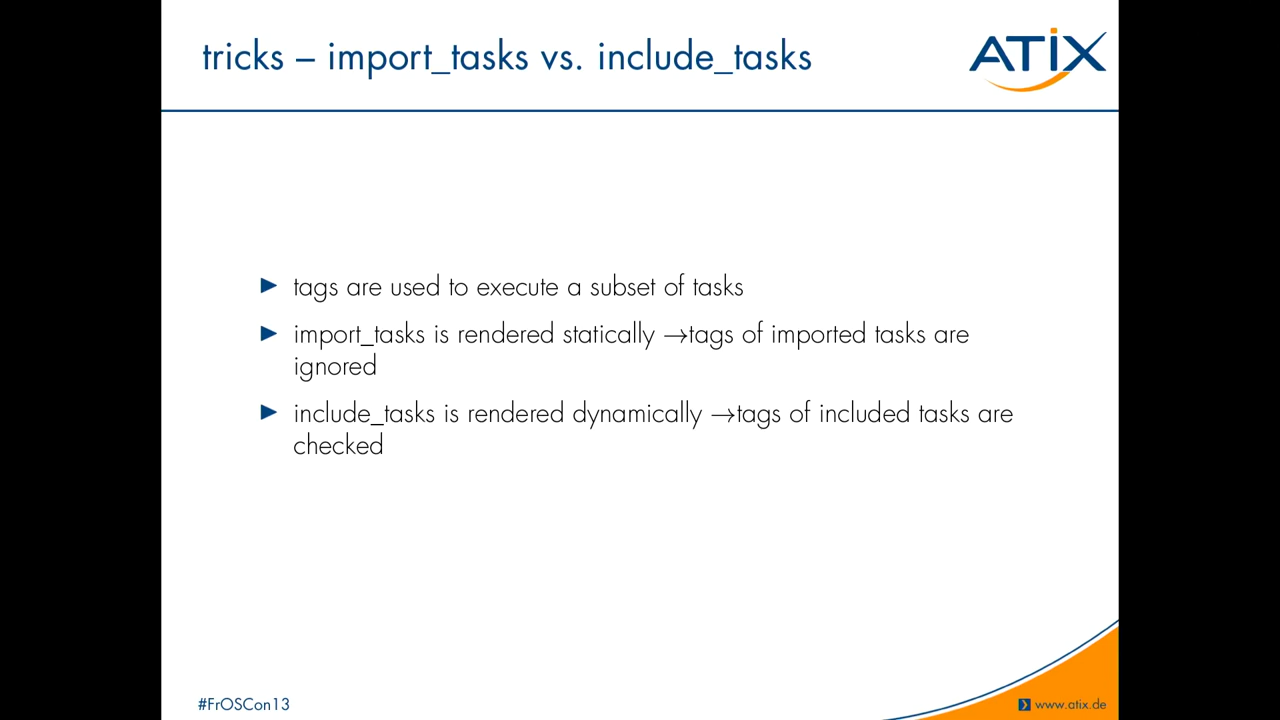 tricks – import_tasks vs. include_tasks
ATIX
▶ tags are used to execute a subset of tasks
▶ import_tasks is rendered statically →tags of imported tasks are
ignored
▶ include_tasks is rendered dynamically →tags of included tasks are
checked
#FrOSCon13
www.atix.de